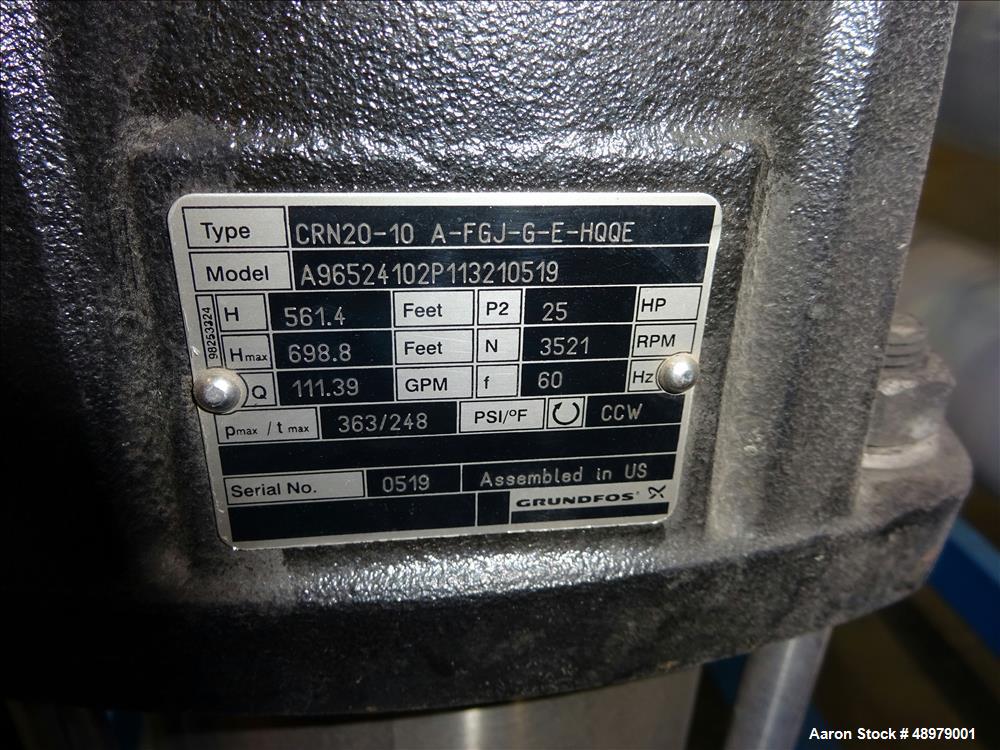 Type CRN20-10 A-FGJ-G-E-HQQE
Model A96524102P113210519
98253324
H 561.4 Feet P2 25 HP
Hmax 698.8 Feet N 3521 RPM
Q 111.39 GPM f 60 Hz
pmax / t max 363/248 PSI/°F CCW
Serial No. 0519 Assembled in US
GRUNDFOS
Aaron Stock # 48979001